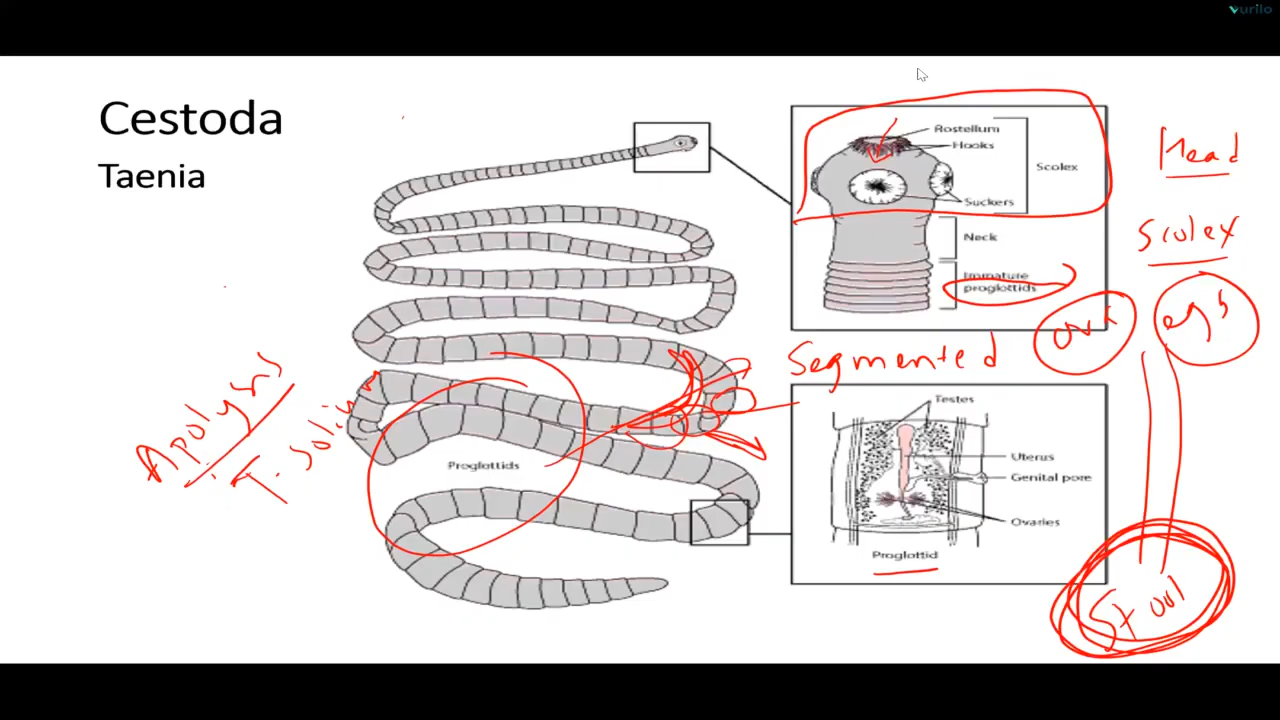 vurilo
Cestoda
Taenia
Rostellum
Hooks
Scolex
Suckers
Neck
Immature
proglottids
Head
Scolex
ova
eggs
Segmented
Apolysis
T. Solium
Proglottids
Testes
Uterus
Genital pore
Ovaries
Proglottid
Stool